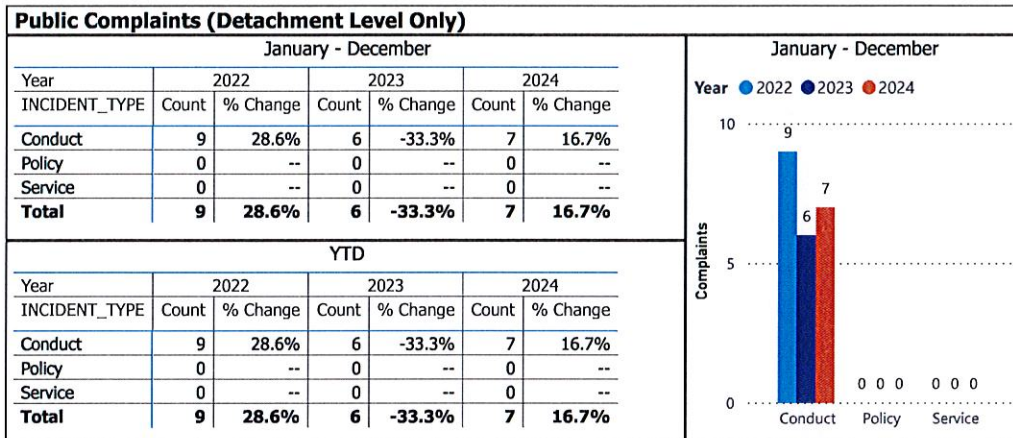 Public Complaints (Detachment Level Only)
January - December
Year 2022 2023 2024
INCIDENT_TYPE Count % Change Count % Change Count % Change
Conduct 9 28.6% 6 -33.3% 7 16.7%
Policy 0 -- 0 -- 0 --
Service 0 -- 0 -- 0 --
Total 9 28.6% 6 -33.3% 7 16.7%
YTD
Year 2022 2023 2024
INCIDENT_TYPE Count % Change Count % Change Count % Change
Conduct 9 28.6% 6 -33.3% 7 16.7%
Policy 0 -- 0 -- 0 --
Service 0 -- 0 -- 0 --
Total 9 28.6% 6 -33.3% 7 16.7%
January - December
Year 2022 2023 2024
10
9
7
6
Complaints
5
0 0 0 0 0 0
0
Conduct Policy Service